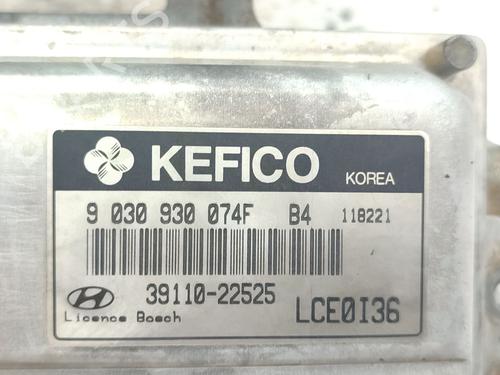 KEFICO KOREA
9 030 930 074F B4 118221
39110-22525
Licence Bosch LCE0I36